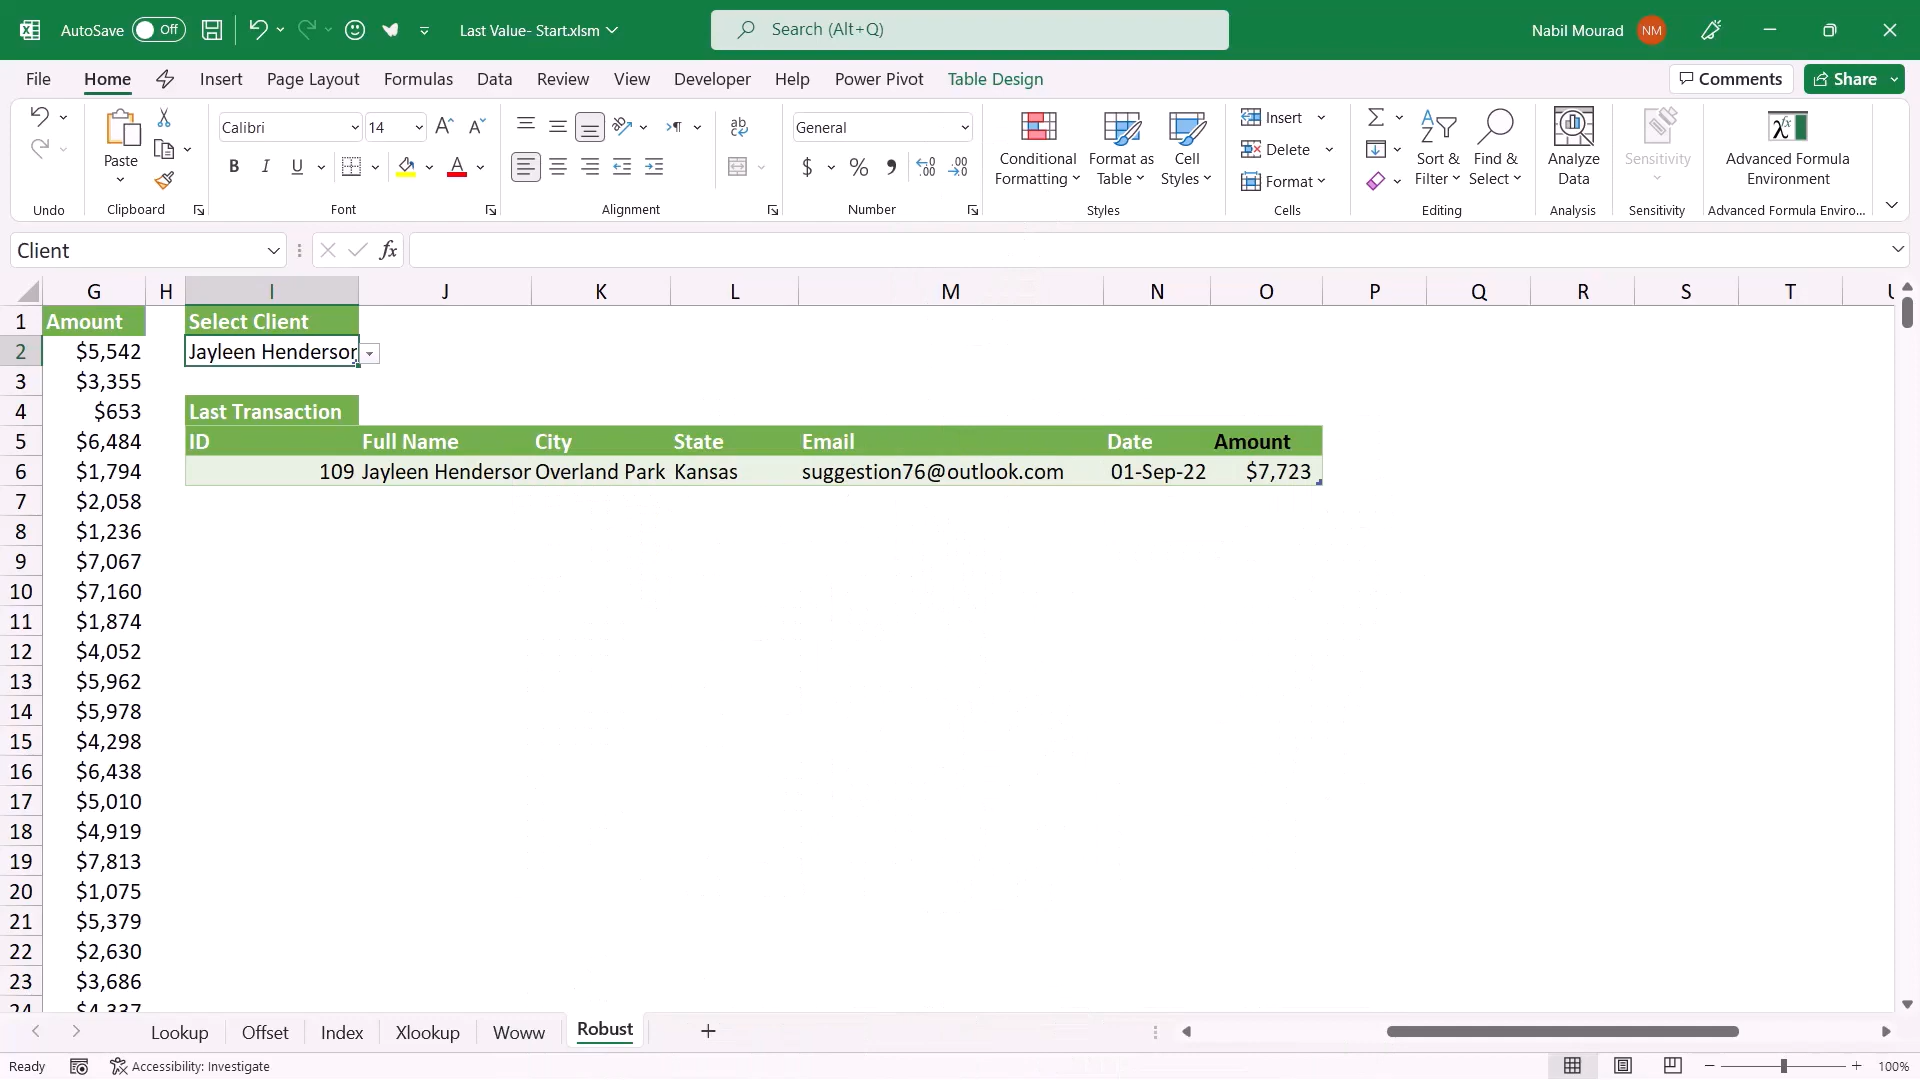 AutoSave Off Last Value- Start.xlsm Search (Alt+Q) Nabil Mourad NM
File Home Insert Page Layout Formulas Data Review View Developer Help Power Pivot Table Design Comments Share
Calibri 14 General Insert
Paste Conditional Formatting Format as Table Cell Styles Delete Sort & Filter Find & Select Analyze Data Sensitivity Advanced Formula Environment
B I U $ % Format
Undo Clipboard Font Alignment Number Styles Cells Editing Analysis Sensitivity Advanced Formula Enviro...
Client fx
G H I J K L M N O P Q R S T
1 Amount Select Client
2 $5,542 Jayleen Henderson
3 $3,355
4 $653 Last Transaction
5 $6,484 ID Full Name City State Email Date Amount
6 $1,794 109 Jayleen Henderson Overland Park Kansas suggestion76@outlook.com 01-Sep-22 $7,723
7 $2,058
8 $1,236
9 $7,067
10 $7,160
11 $1,874
12 $4,052
13 $5,962
14 $5,978
15 $4,298
16 $6,438
17 $5,010
18 $4,919
19 $7,813
20 $1,075
21 $5,379
22 $2,630
23 $3,686
24 $4,337
Lookup Offset Index Xlookup Woww Robust
Ready Accessibility: Investigate 100%